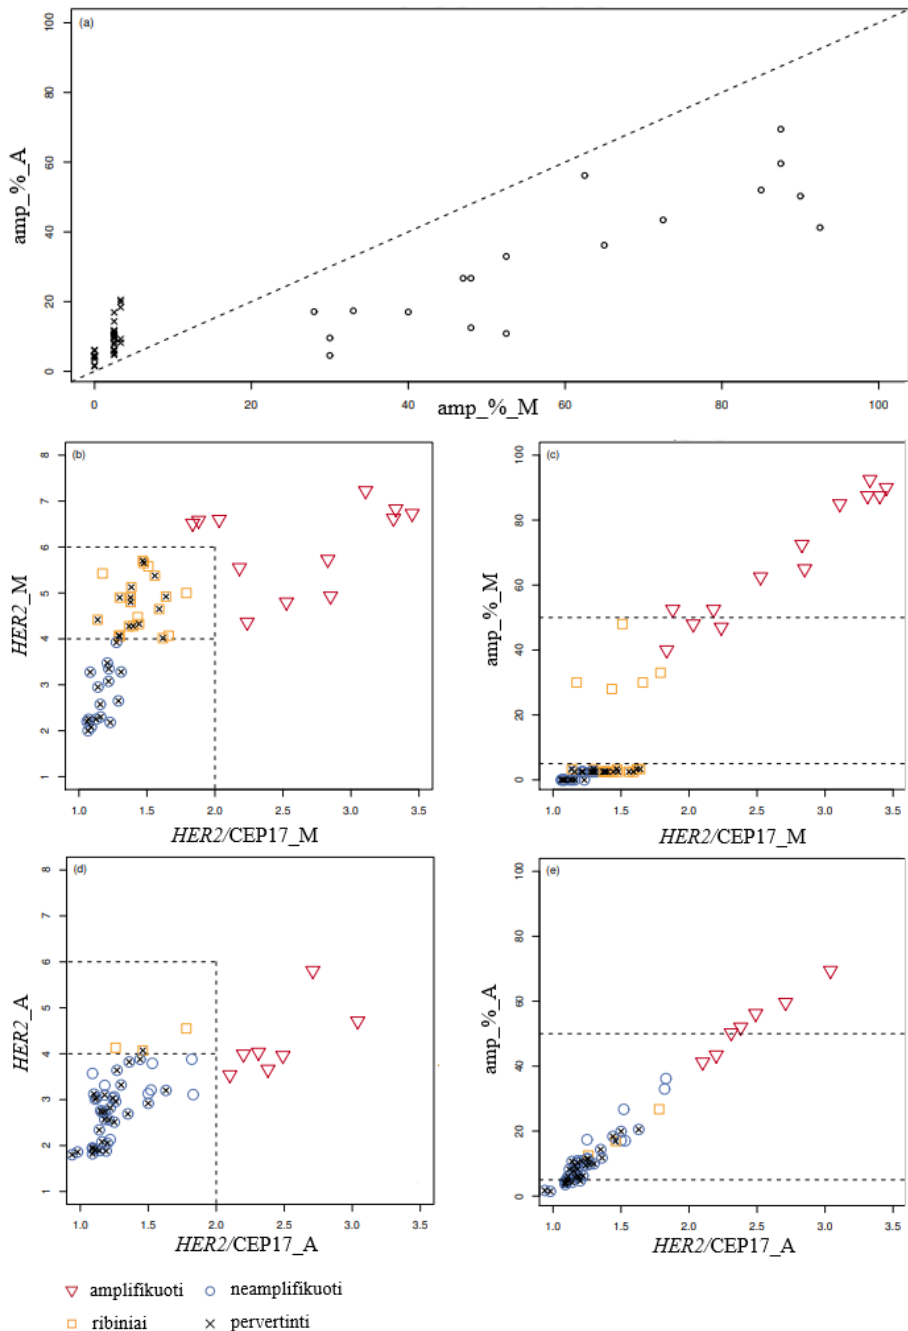 (a)
100
80
60
40
20
0
amp_%_A
0 20 40 60 80 100
amp_%_M
(b)
8
7
6
5
4
3
2
1
HER2_M
1.0 1.5 2.0 2.5 3.0 3.5
HER2/CEP17_M
(c)
100
80
60
40
20
0
amp_%_M
1.0 1.5 2.0 2.5 3.0 3.5
HER2/CEP17_M
(d)
8
7
6
5
4
3
2
1
HER2_A
1.0 1.5 2.0 2.5 3.0 3.5
HER2/CEP17_A
(e)
100
80
60
40
20
0
amp_%_A
1.0 1.5 2.0 2.5 3.0 3.5
HER2/CEP17_A
amplifikuoti
neamplifikuoti
ribiniai
pervertinti